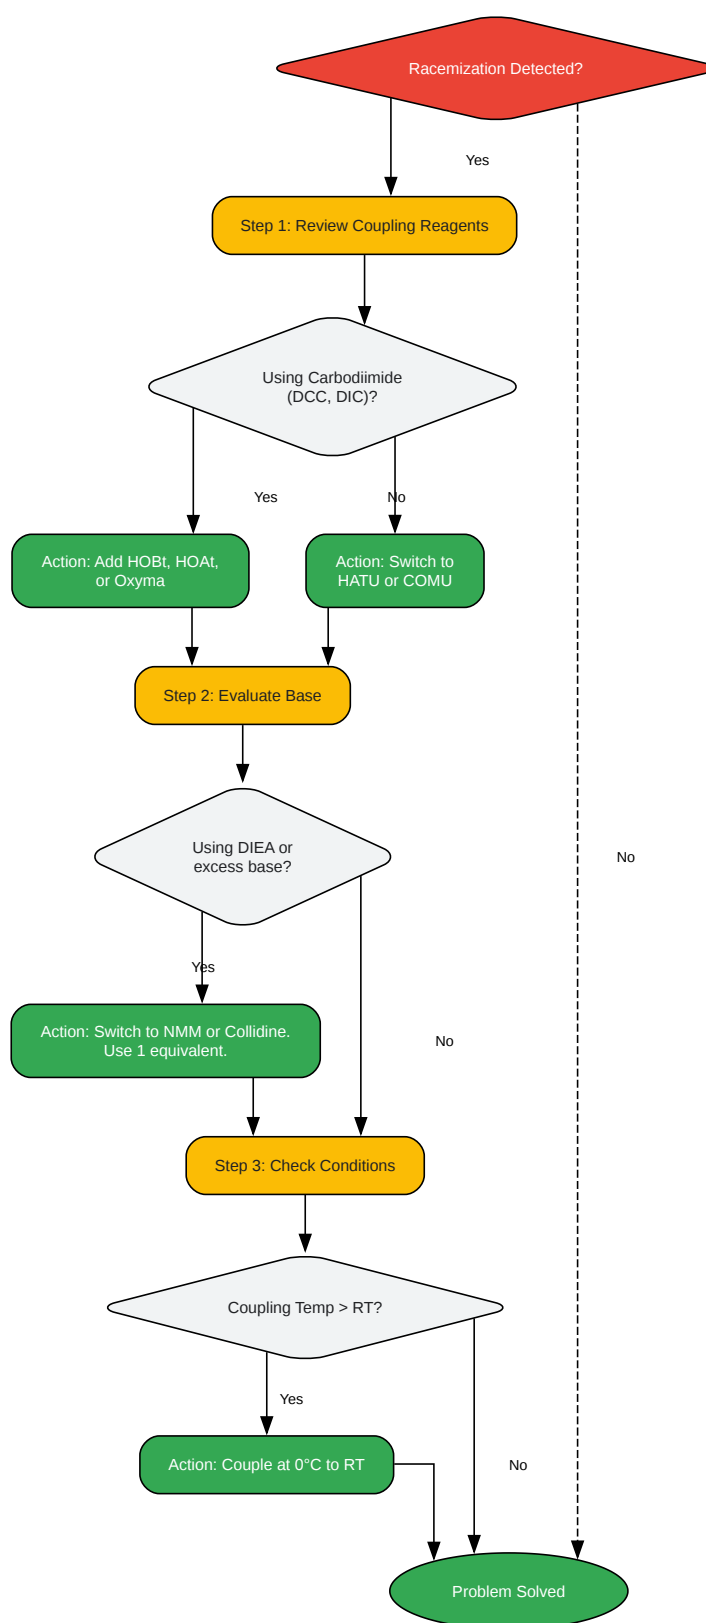 Racemization Detected?
Yes
Step 1: Review Coupling Reagents
Using Carbodiimide
(DCC, DIC)?
Yes
No
Action: Add HOBt, HOAt,
or Oxyma
Action: Switch to
HATU or COMU
Step 2: Evaluate Base
Using DIEA or
excess base?
No
Yes
Action: Switch to NMM or Collidine.
Use 1 equivalent.
No
Step 3: Check Conditions
Coupling Temp > RT?
Yes
Action: Couple at 0°C to RT
No
Problem Solved